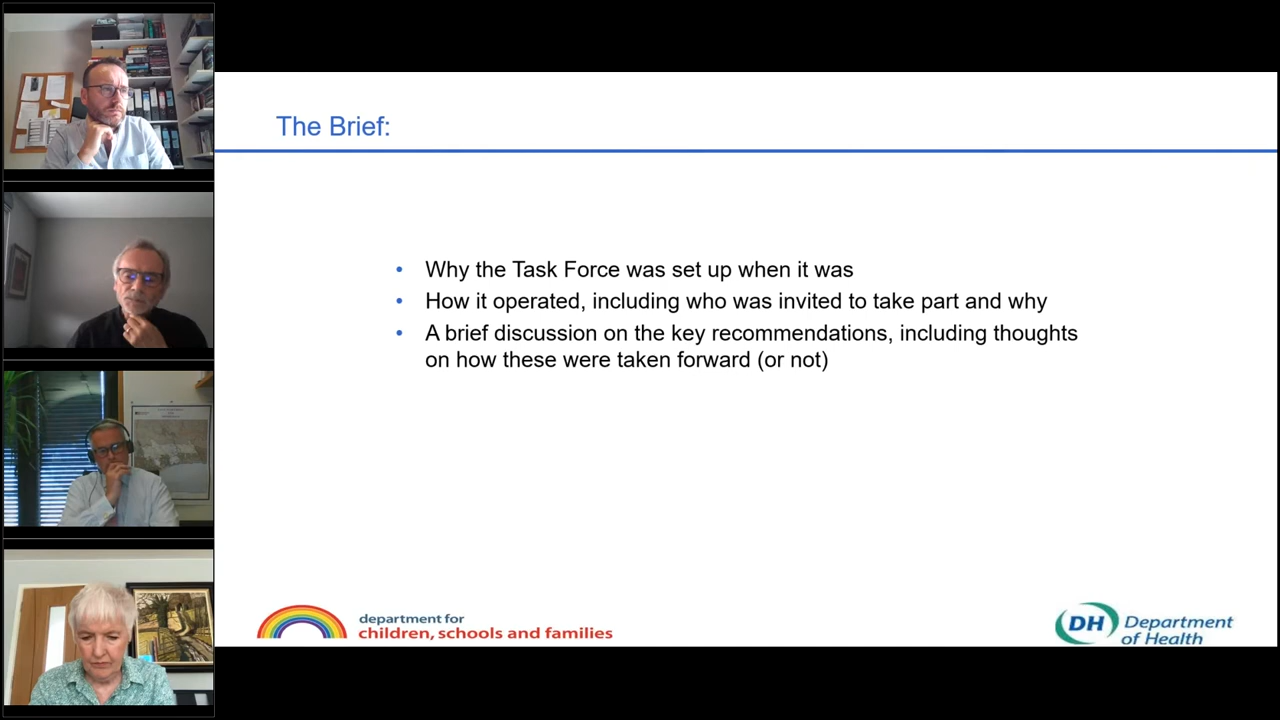 The Brief:
• Why the Task Force was set up when it was
• How it operated, including who was invited to take part and why
• A brief discussion on the key recommendations, including thoughts
on how these were taken forward (or not)
department for
children, schools and families
DH Department
of Health